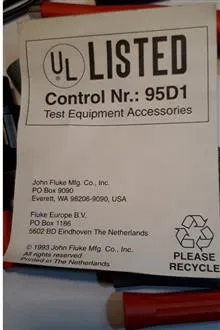 UL LISTED
Control Nr.: 95D1
Test Equipment Accessories
John Fluke Mfg. Co., Inc.
PO Box 9090
Everett, WA 98206-9090, USA
Fluke Europe B.V.
PO Box 1186
5602 BD Eindhoven The Netherlands
© 1993 John Fluke Mfg. Co., Inc.
All rights reserved
Printed in The Netherlands
PLEASE
RECYCLE